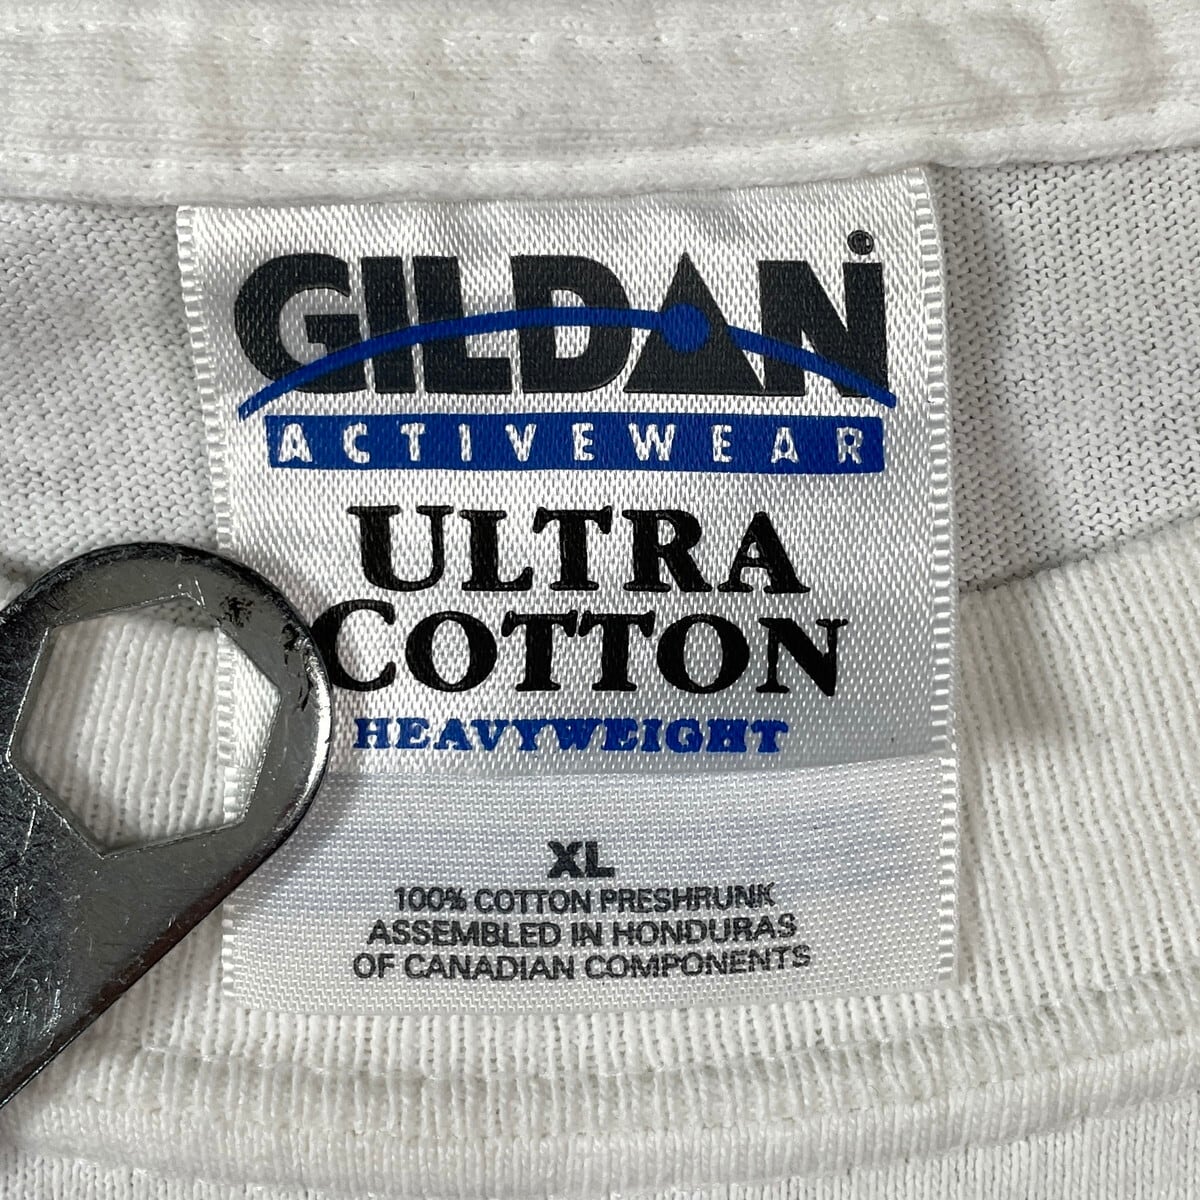 GILDAN®
ACTIVEWEAR
ULTRA
COTTON
HEAVYWEIGHT
XL
100% COTTON PRESHRUNK
ASSEMBLED IN HONDURAS
OF CANADIAN COMPONENTS